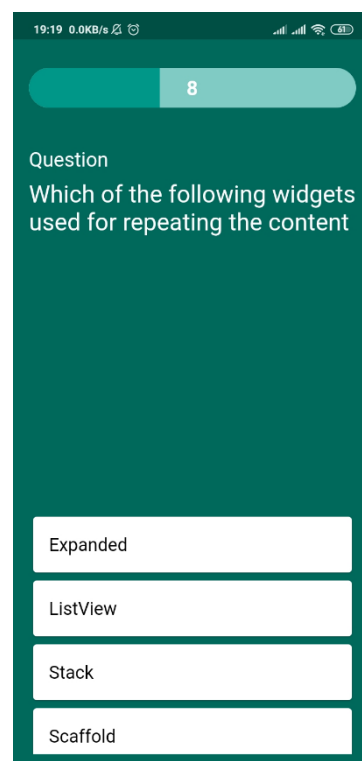 19:19 0.0KB/s 61
8
Question
Which of the following widgets
used for repeating the content
Expanded
ListView
Stack
Scaffold